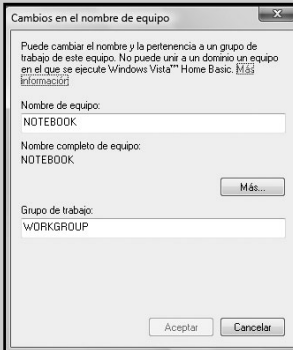 Cambios en el nombre de equipo
Puede cambiar el nombre y la pertenencia a un grupo de
trabajo de este equipo. No puede unir a un dominio un equipo
en el que se ejecute Windows Vista™ Home Basic. Más
información
Nombre de equipo:
NOTEBOOK
Nombre completo de equipo:
NOTEBOOK
Más...
Grupo de trabajo:
WORKGROUP
Aceptar
Cancelar